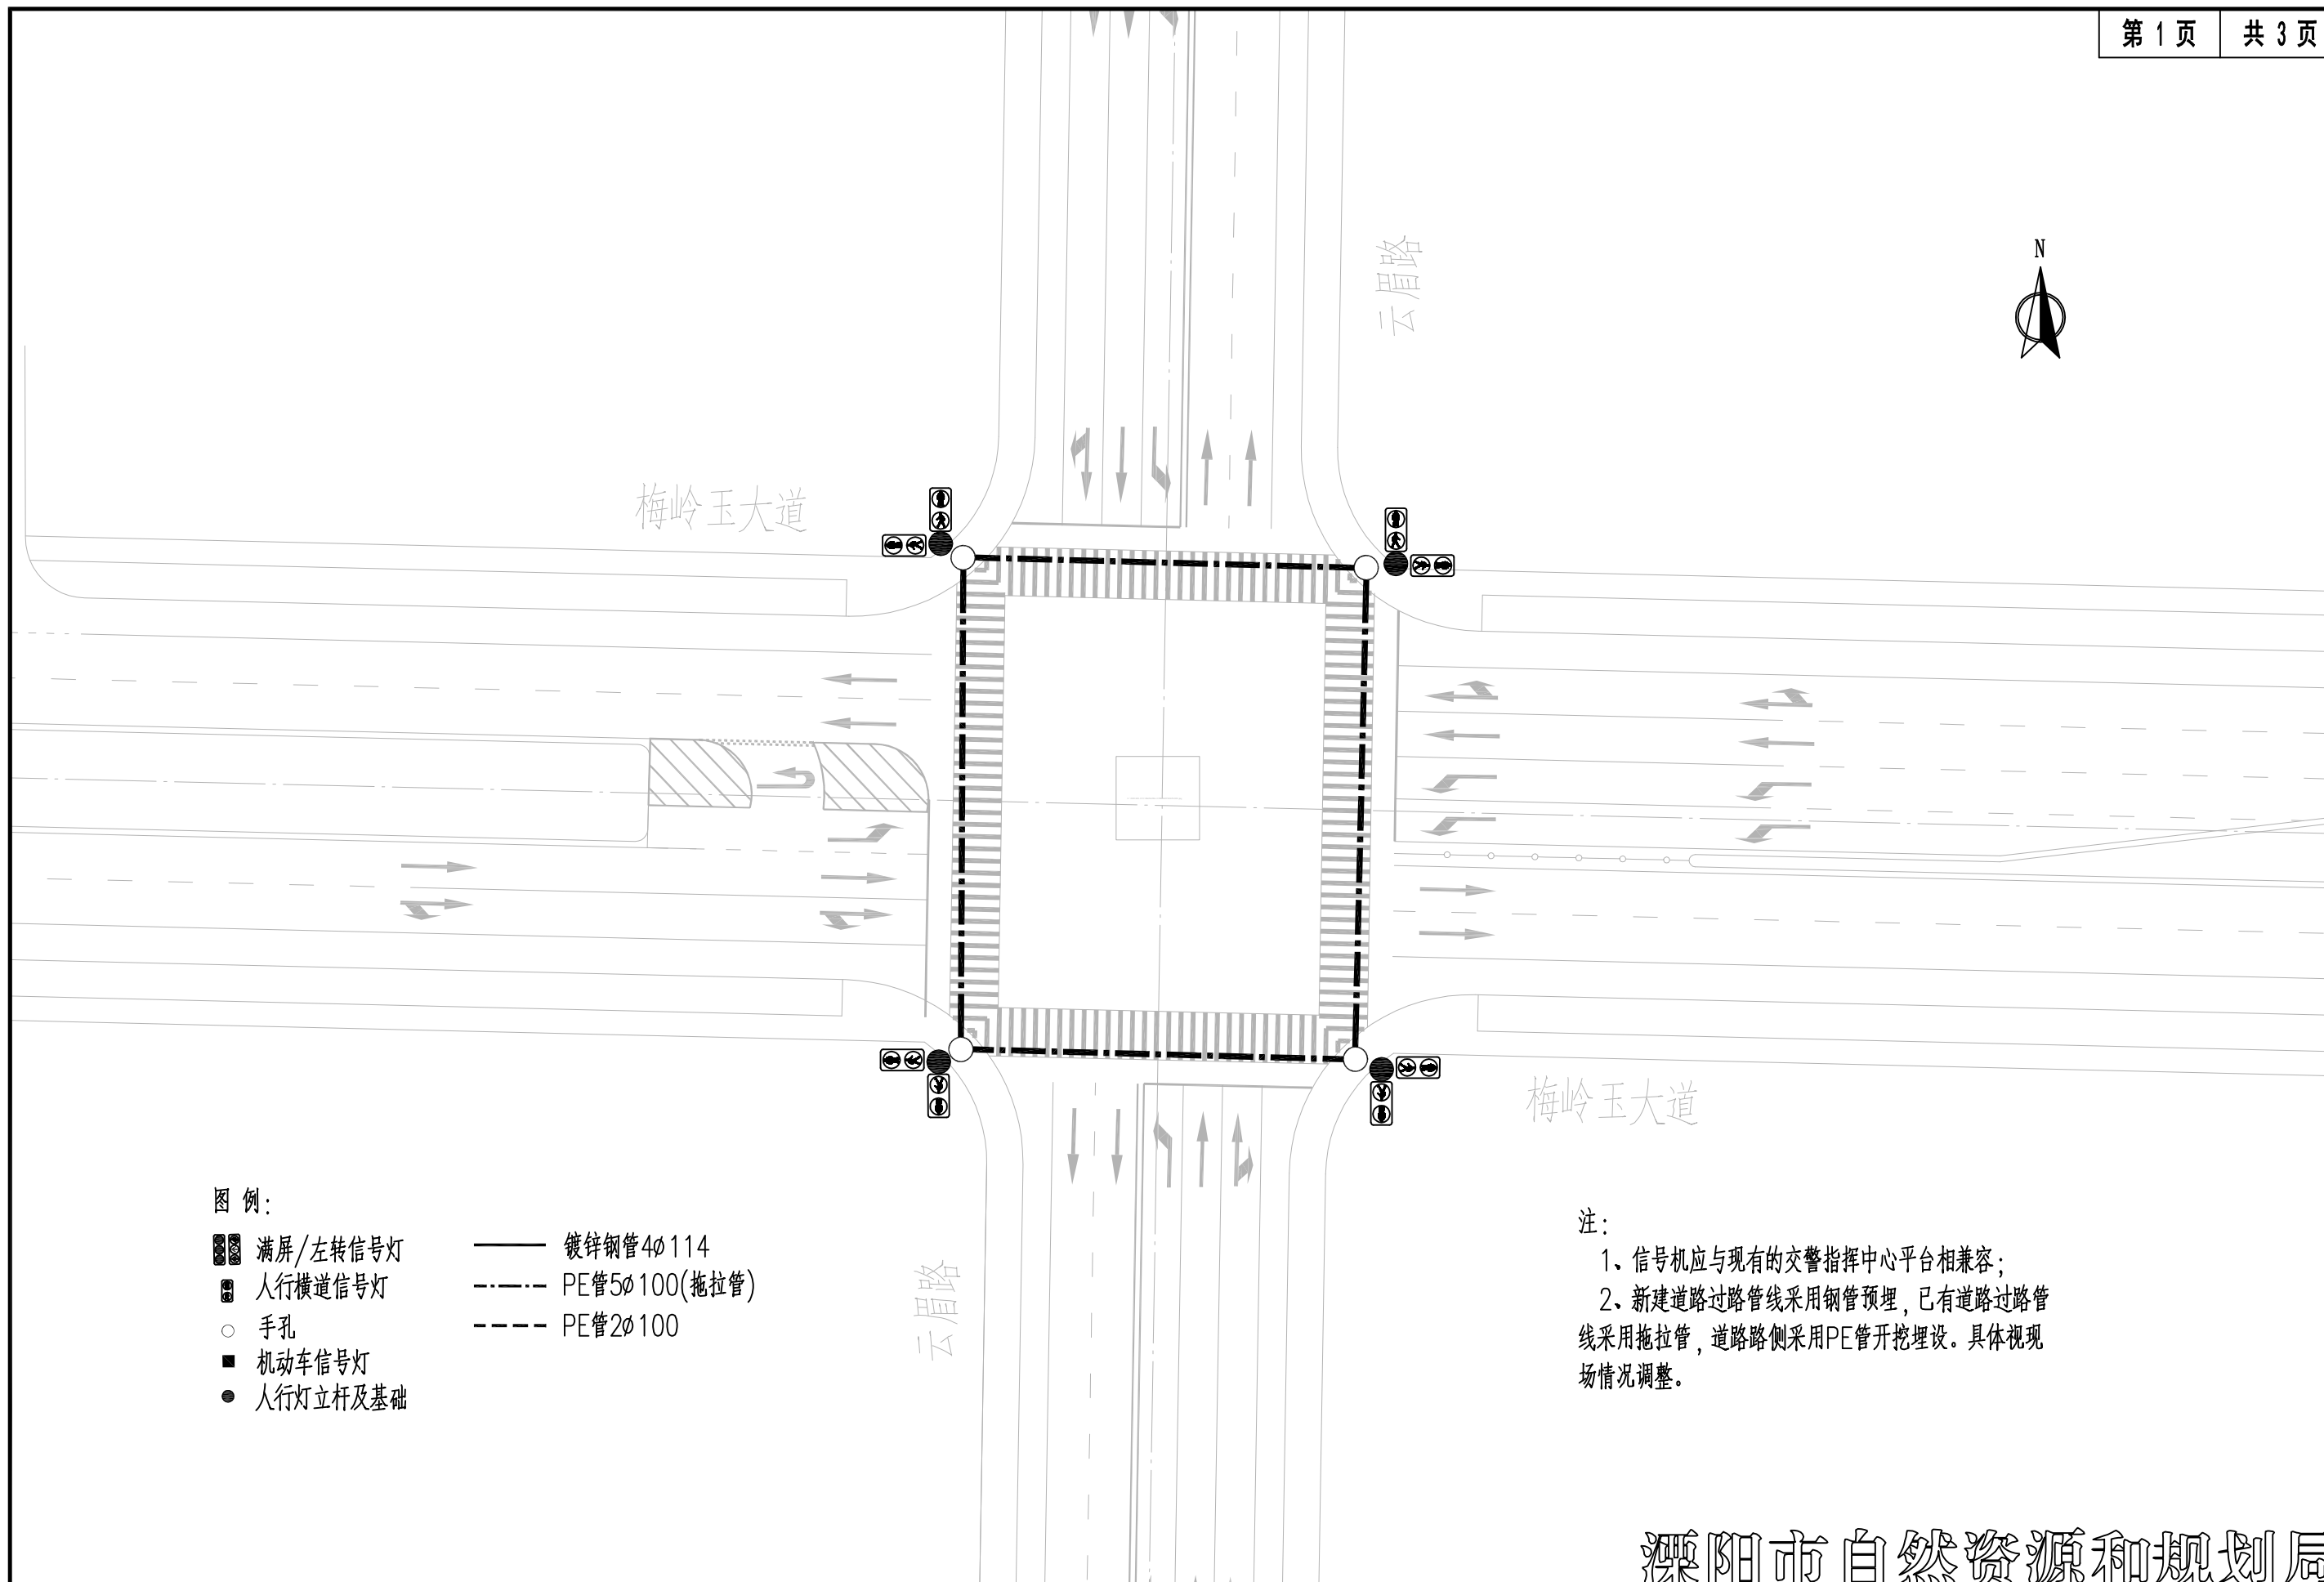 第 1 页 共 3 页
N
云眉路
梅岭玉大道
梅岭玉大道
图 例:
满屏/左转信号灯
人行横道信号灯
手孔
机动车信号灯
人行灯立杆及基础
镀锌钢管4ø114
PE管5ø100(拖拉管)
PE管2ø100
云眉路
注:
1、信号机应与现有的交警指挥中心平台相兼容;
2、新建道路过路管线采用钢管预埋,已有道路过路管
线采用拖拉管,道路路侧采用PE管开挖埋设。具体视现
场情况调整。
溧阳市自然资源和规划局